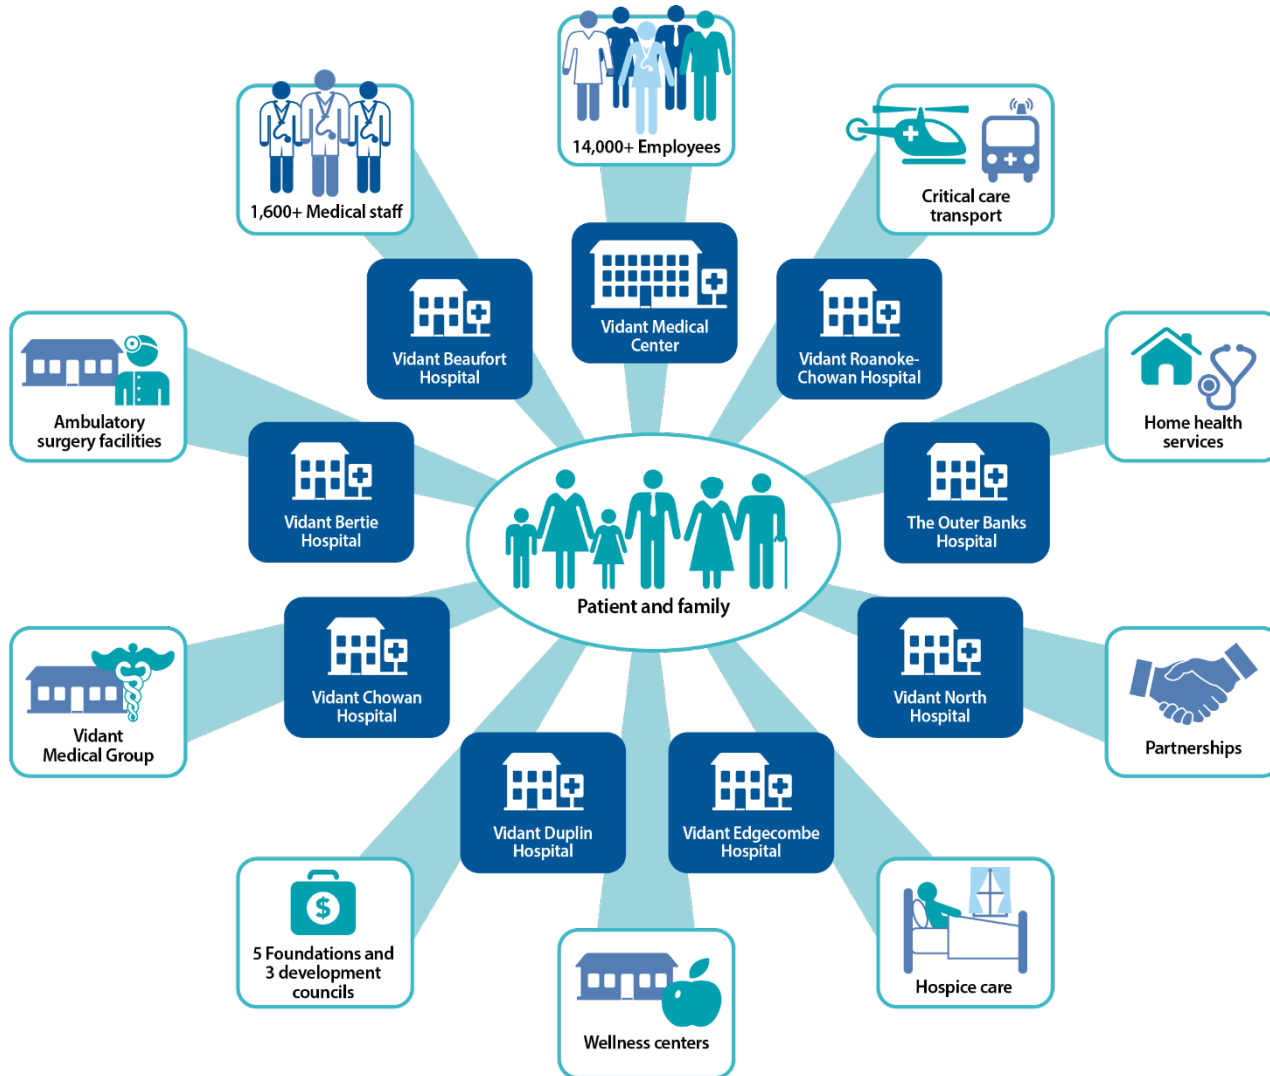 14,000+ Employees
1,600+ Medical staff
Critical care
transport
Vidant Medical
Center
Vidant Beaufort
Hospital
Vidant Roanoke-
Chowan Hospital
Ambulatory
surgery facilities
Home health
services
Vidant Bertie
Hospital
The Outer Banks
Hospital
Patient and family
Vidant Chowan
Hospital
Vidant North
Hospital
Vidant
Medical Group
Partnerships
Vidant Duplin
Hospital
Vidant Edgecombe
Hospital
$
5 Foundations and
3 development
councils
Hospice care
Wellness centers